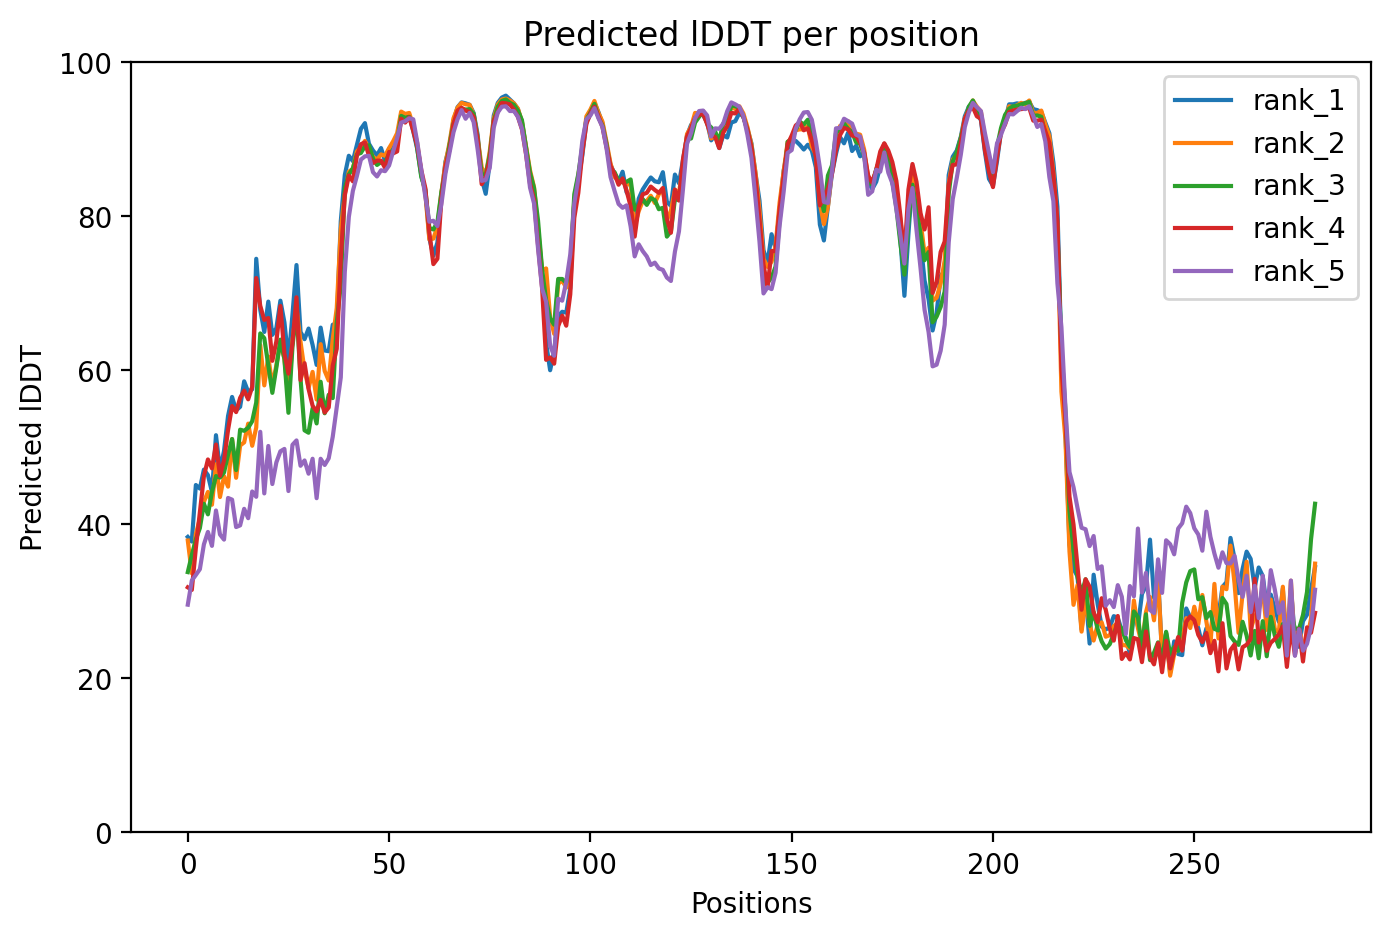 Predicted lDDT per position
100
80
60
40
20
0
Predicted lDDT
0
50
100
150
200
250
Positions
rank_1
rank_2
rank_3
rank_4
rank_5